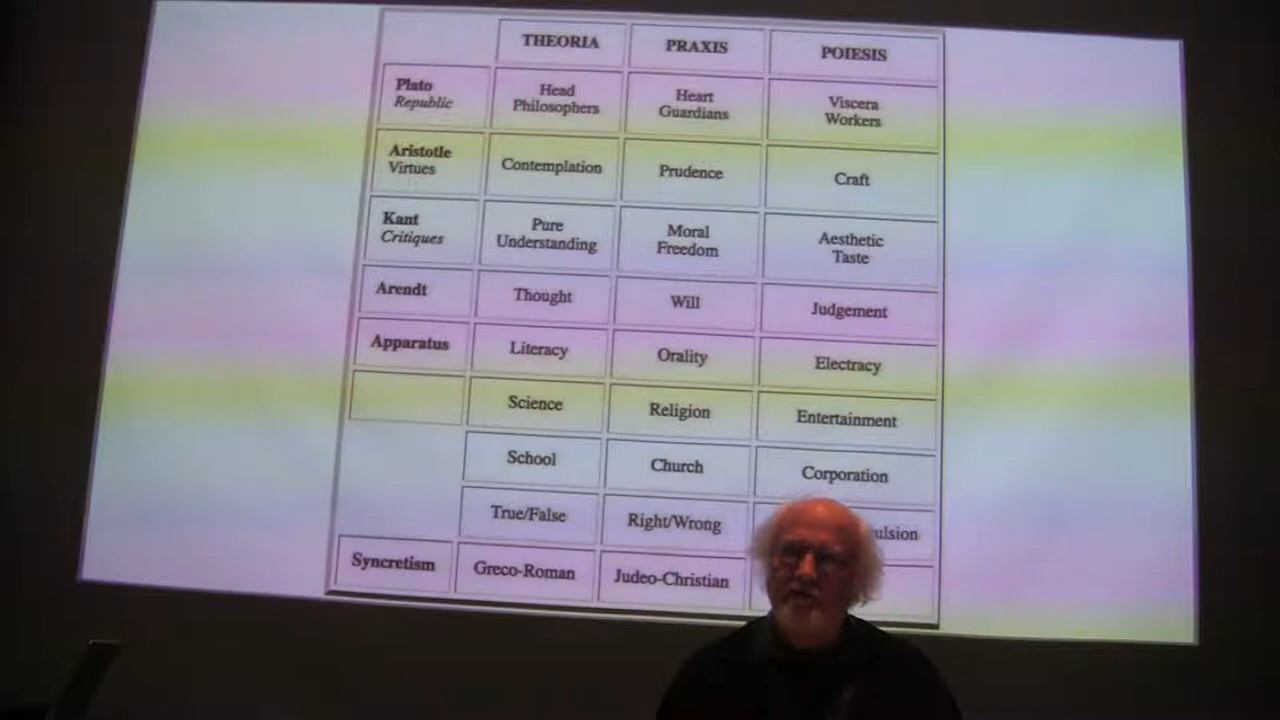 THEORIA PRAXIS POIESIS
Plato Head Heart Viscera
Republic Philosophers Guardians Workers
Aristotle Contemplation Prudence Craft
Virtues
Kant Pure Moral Aesthetic
Critiques Understanding Freedom Taste
Arendt Thought Will Judgement
Apparatus Literacy Orality Electracy
Science Religion Entertainment
School Church Corporation
True/False Right/Wrong ulsion
Syncretism Greco-Roman Judeo-Christian